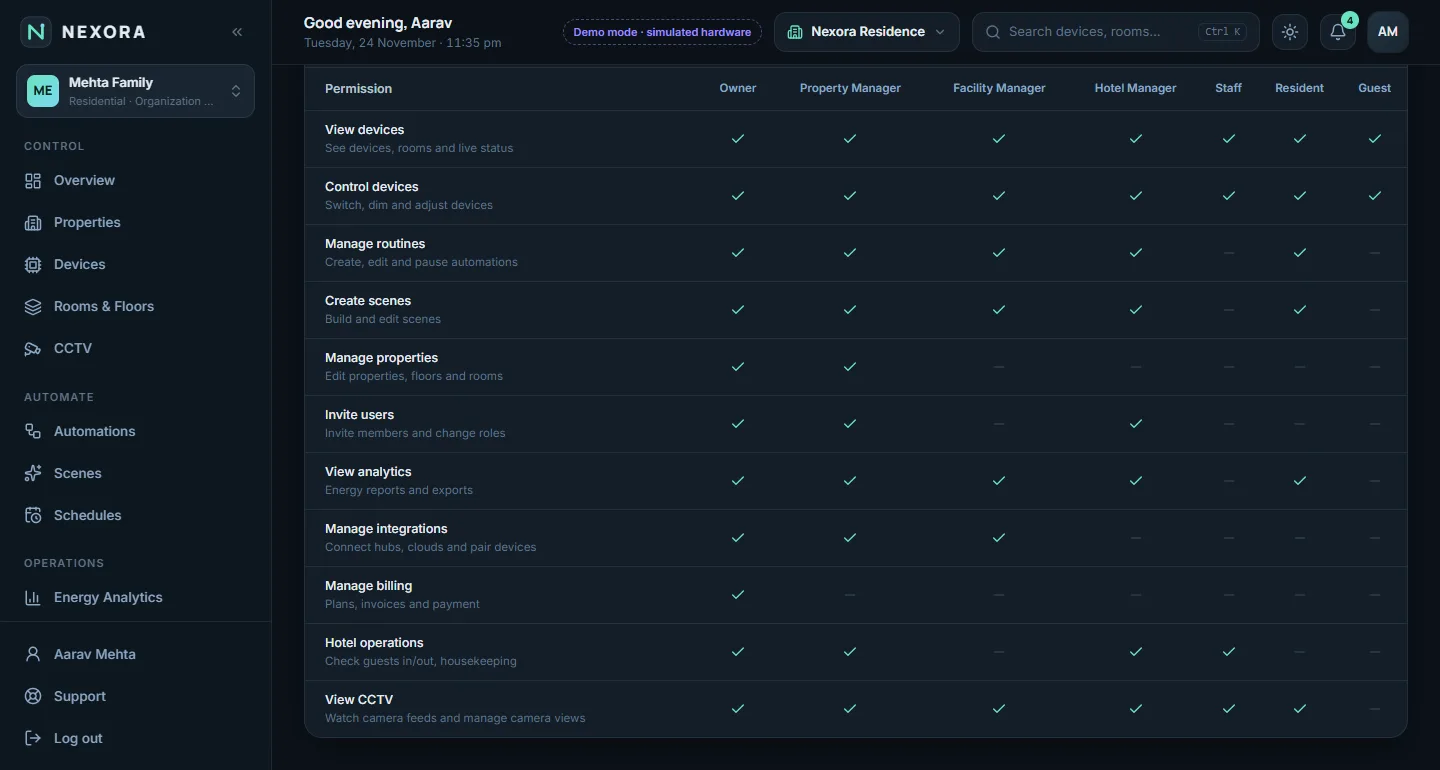 NEXORA
ME
Mehta Family
Residential · Organization ...
CONTROL
Overview
Properties
Devices
Rooms & Floors
CCTV
AUTOMATE
Automations
Scenes
Schedules
OPERATIONS
Energy Analytics
Aarav Mehta
Support
Log out
Good evening, Aarav
Tuesday, 24 November · 11:35 pm
Demo mode · simulated hardware
Nexora Residence
Search devices, rooms...
Ctrl K
4
AM
Permission Owner Property Manager Facility Manager Hotel Manager Staff Resident Guest
View devices
See devices, rooms and live status
Control devices
Switch, dim and adjust devices
Manage routines
Create, edit and pause automations
Create scenes
Build and edit scenes
Manage properties
Edit properties, floors and rooms
Invite users
Invite members and change roles
View analytics
Energy reports and exports
Manage integrations
Connect hubs, clouds and pair devices
Manage billing
Plans, invoices and payment
Hotel operations
Check guests in/out, housekeeping
View CCTV
Watch camera feeds and manage camera views